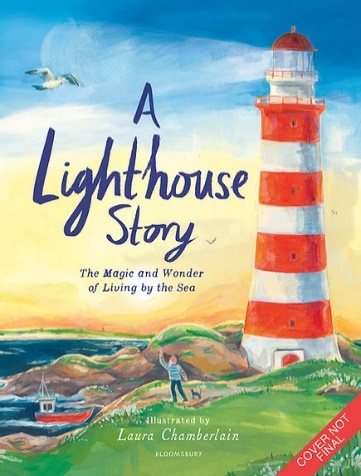 A
Lighthouse
Story
The Magic and Wonder
of Living by the Sea
Illustrated by
Laura Chamberlain
BLOOMSBURY
COVER NOT
FINAL